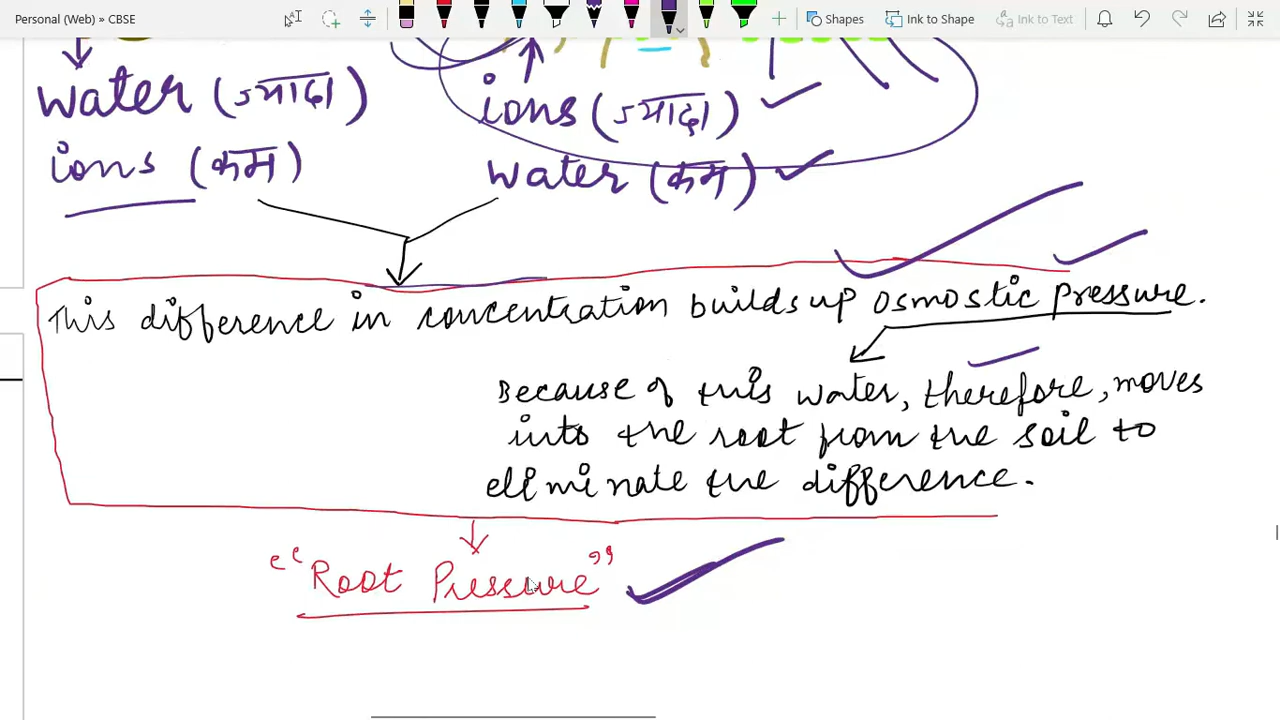 Personal (Web) » CBSE
Shapes
Ink to Shape
Ink to Text
water (ज्यादा)
ions (ज्यादा)
ions (कम)
water (कम)
This difference in concentration builds up osmostic pressure.
Because of this water, therefore, moves
into the root from the soil to
eliminate the difference.
"Root Pressure"